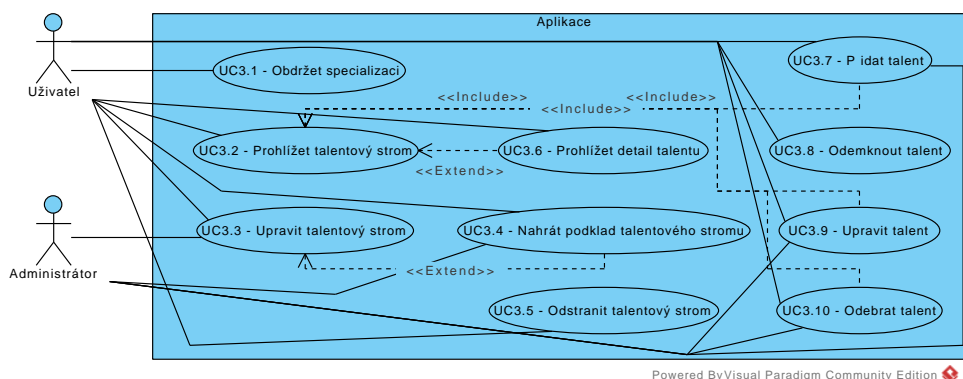 Aplikace
UC3.7 - P idat talent
UC3.1 - Obdržet specializaci
Uživatel
<<Include>>
<<Include>>
<<Include>>
UC3.2 - Prohlížet talentový strom
UC3.6 - Prohlížet detail talentu
UC3.8 - Odemknout talent
<<Extend>>
UC3.3 - Upravit talentový strom
UC3.4 - Nahrát podklad talentového stromu
UC3.9 - Upravit talent
Administrátor
<<Extend>>
UC3.5 - Odstranit talentový strom
UC3.10 - Odebrat talent
Powered ByVisual Paradigm Community Edition